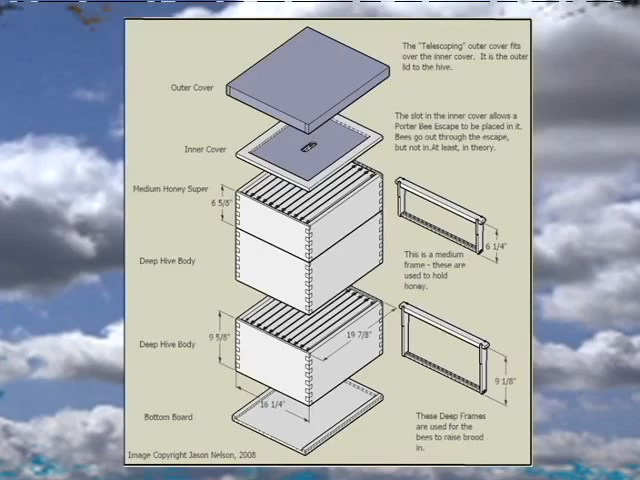 The "Telescoping" outer cover fits
over the inner cover. It is the outer
lid to the hive.
Outer Cover
The slot in the inner cover allows a
Porter Bee Escape to be placed in it.
Bees go out through the escape,
but not in.At least, in theory.
Inner Cover
Medium Honey Super
6 5/8"
6 1/4"
This is a medium
frame - these are
used to hold
honey.
Deep Hive Body
Deep Hive Body
9 5/8"
19 7/8"
9 1/8"
16 1/4"
Bottom Board
These Deep Frames
are used for the
bees to raise brood
in.
Image Copyright Jason Nelson, 2008